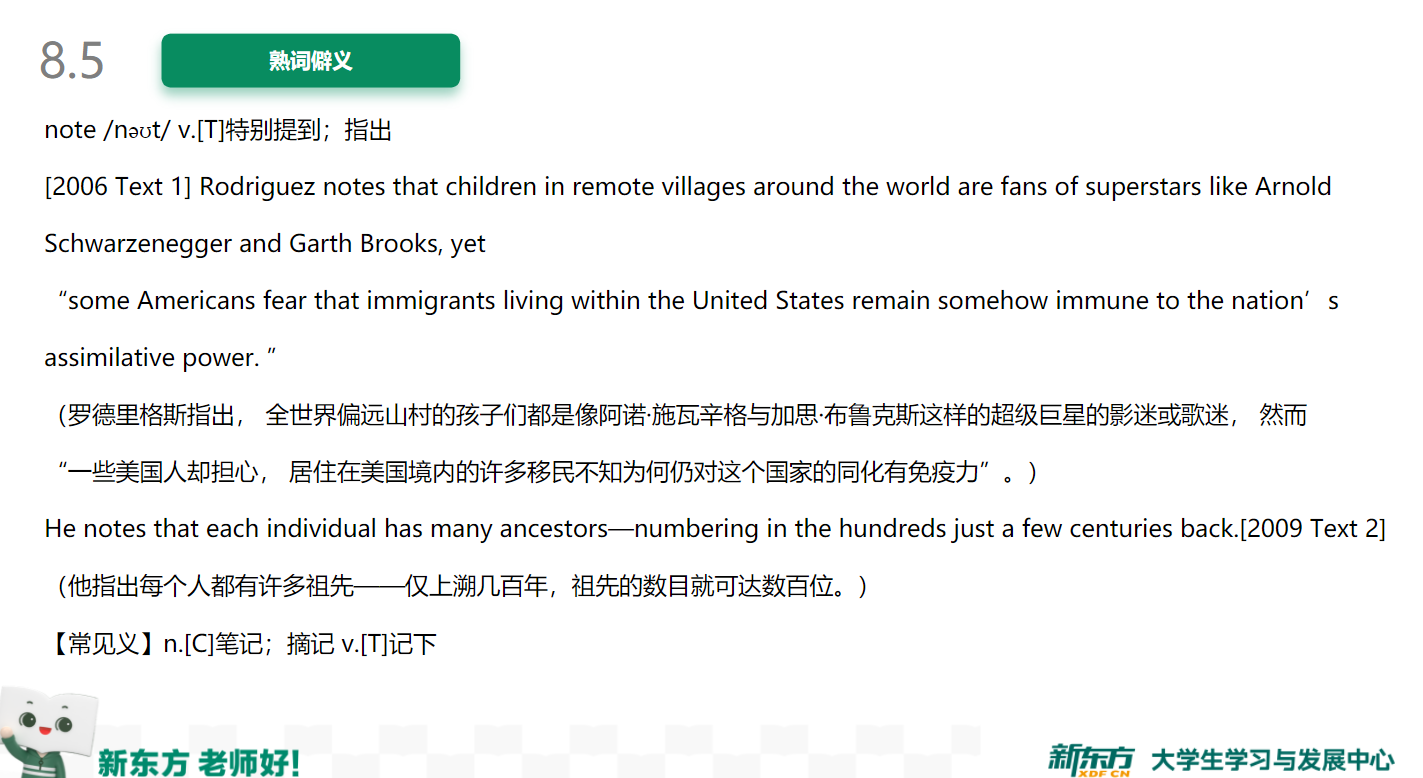 8.5
熟词僻义
note /nəʊt/ v.[T]特别提到；指出
[2006 Text 1] Rodriguez notes that children in remote villages around the world are fans of superstars like Arnold
Schwarzenegger and Garth Brooks, yet
“some Americans fear that immigrants living within the United States remain somehow immune to the nation’s
assimilative power. ”
（罗德里格斯指出， 全世界偏远山村的孩子们都是像阿诺·施瓦辛格与加思·布鲁克斯这样的超级巨星的影迷或歌迷， 然而
“一些美国人却担心， 居住在美国境内的许多移民不知为何仍对这个国家的同化有免疫力”。）
He notes that each individual has many ancestors—numbering in the hundreds just a few centuries back.[2009 Text 2]
（他指出每个人都有许多祖先——仅上溯几百年，祖先的数目就可达数百位。）
【常见义】n.[C]笔记；摘记 v.[T]记下
新东方 老师好!
新东方 XDF.CN 大学生学习与发展中心